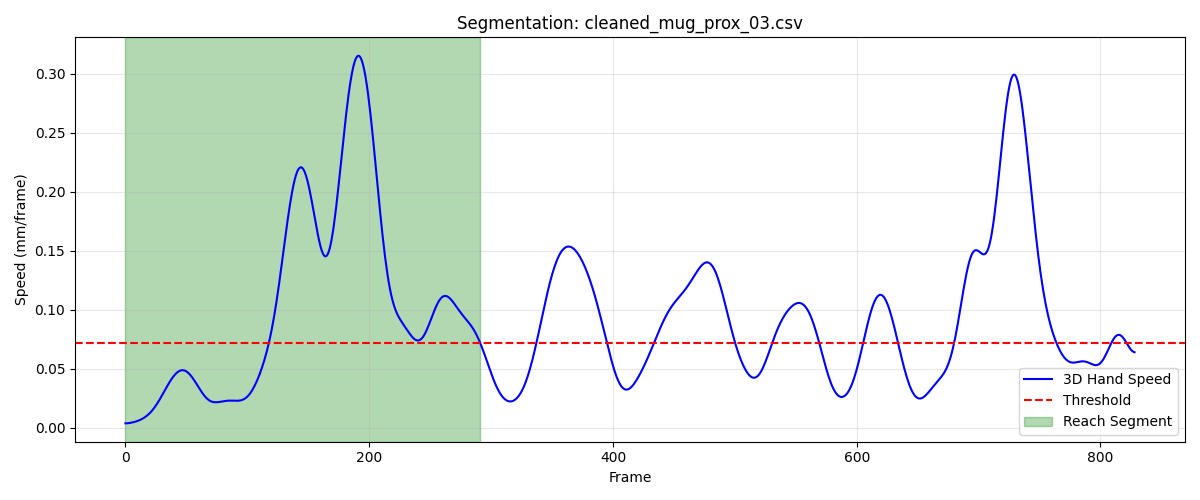 Segmentation: cleaned_mug_prox_03.csv
Speed (mm/frame)
0.30
0.25
0.20
0.15
0.10
0.05
0.00
0 200 400 600 800
Frame
3D Hand Speed
Threshold
Reach Segment